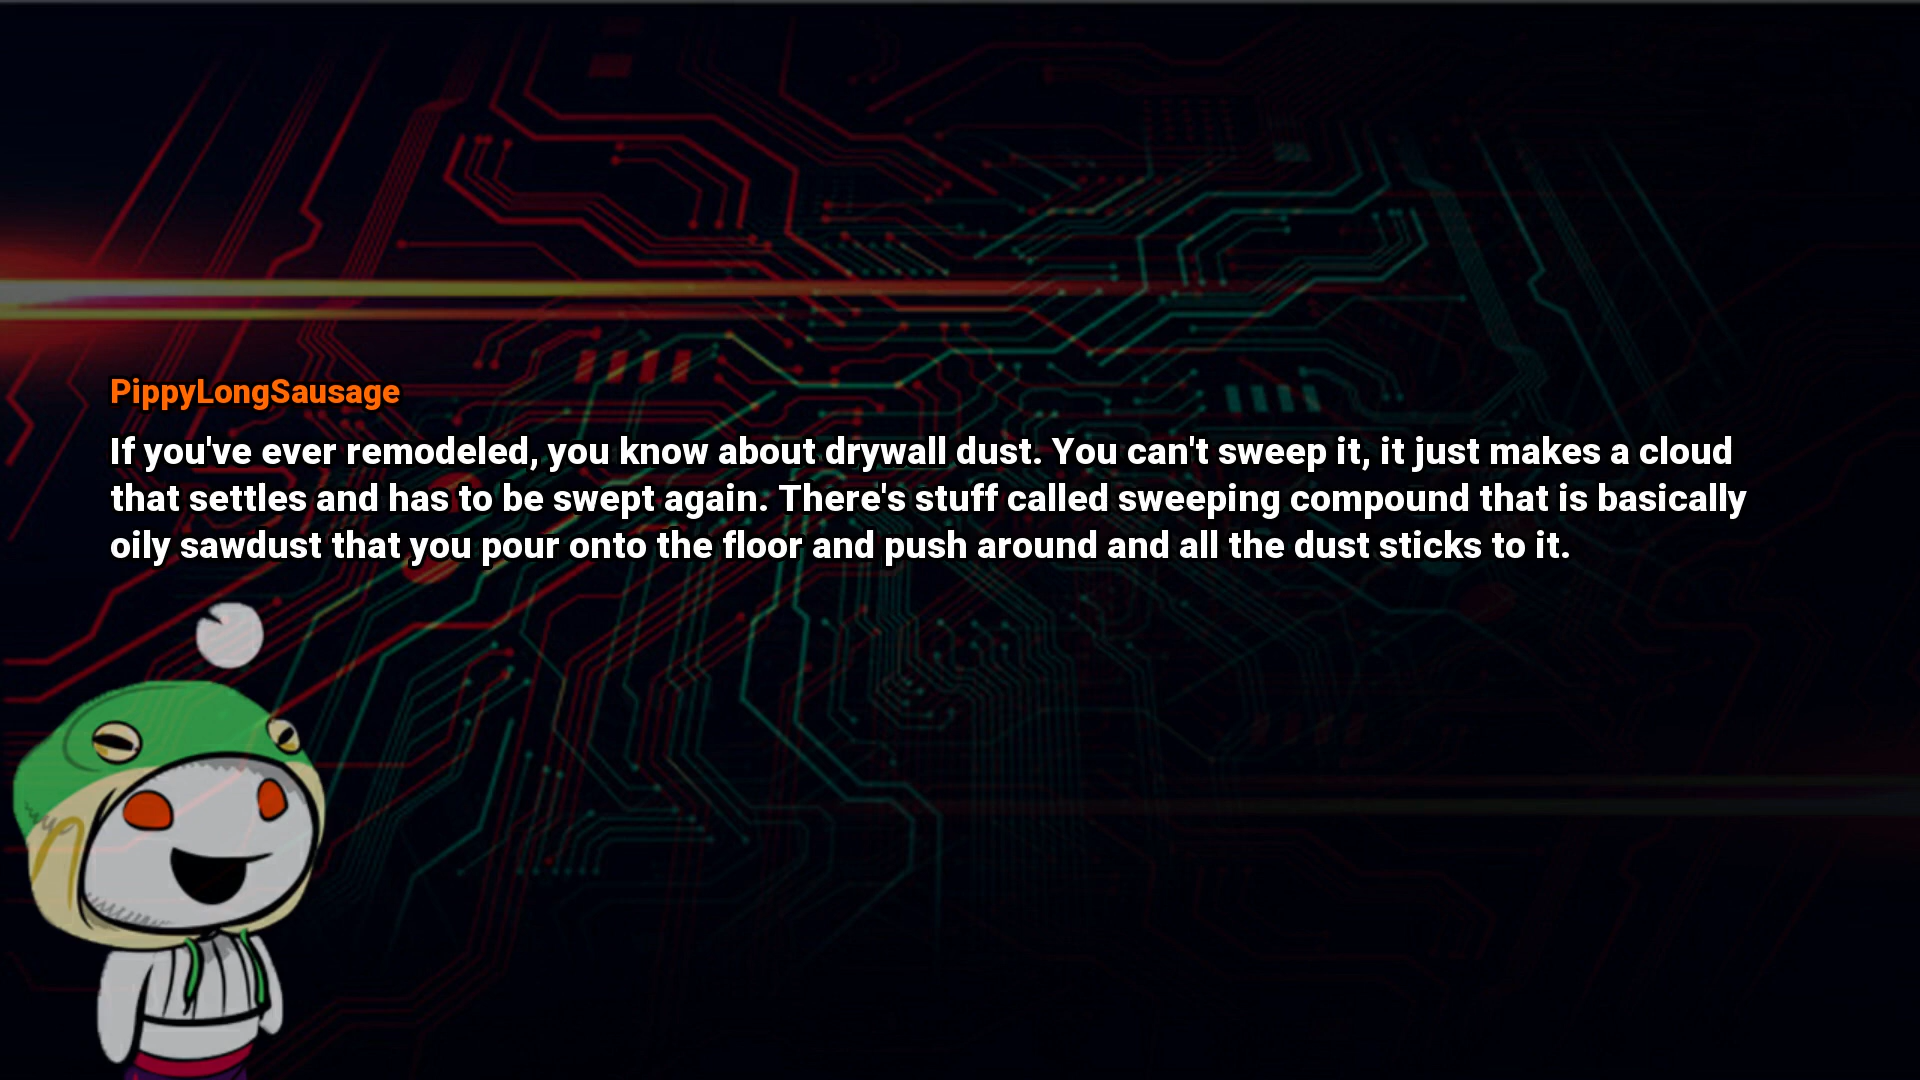 PippyLongSausage
If you've ever remodeled, you know about drywall dust. You can't sweep it, it just makes a cloud
that settles and has to be swept again. There's stuff called sweeping compound that is basically
oily sawdust that you pour onto the floor and push around and all the dust sticks to it.